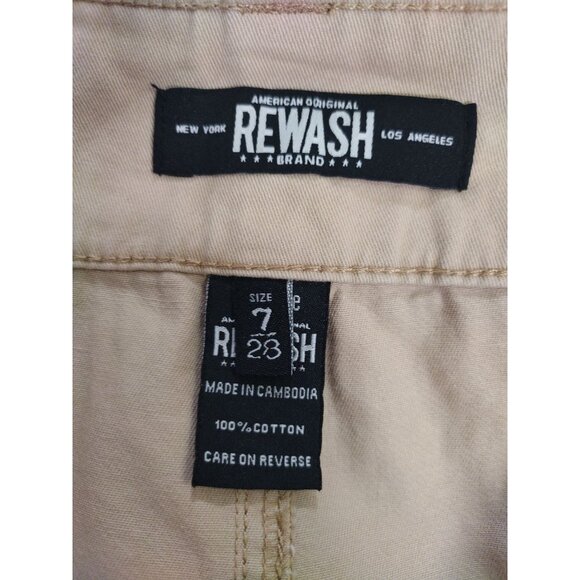 AMERICAN ORIGINAL
NEW YORK REWASH LOS ANGELES
★★★BRAND★★★
SIZE
7
28
MADE IN CAMBODIA
100% COTTON
CARE ON REVERSE